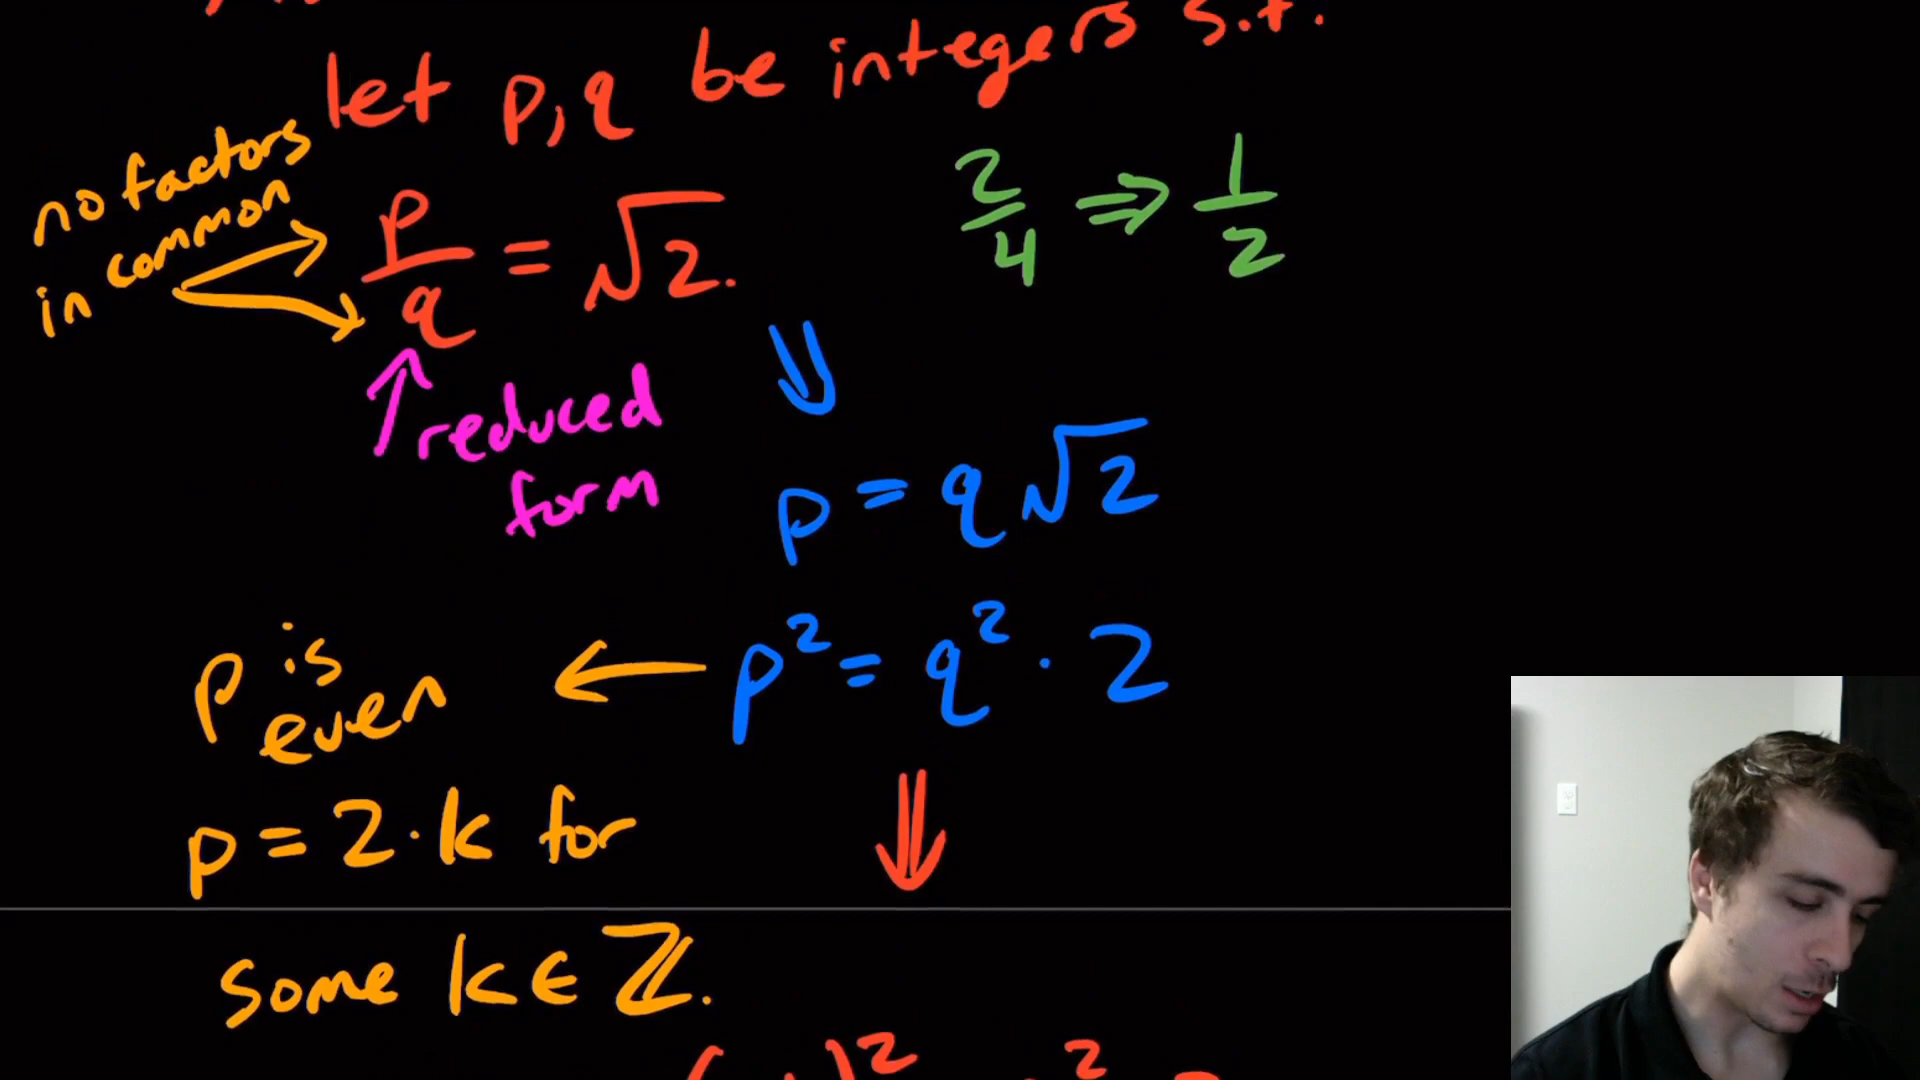 let p,q be integers s.t.
no factors
in common
p/q = √2.
2/4 ⇒ 1/2
reduced
form
p = q√2
p² = q² · 2
p is
even
p = 2·k for
some k ∈ ℤ.